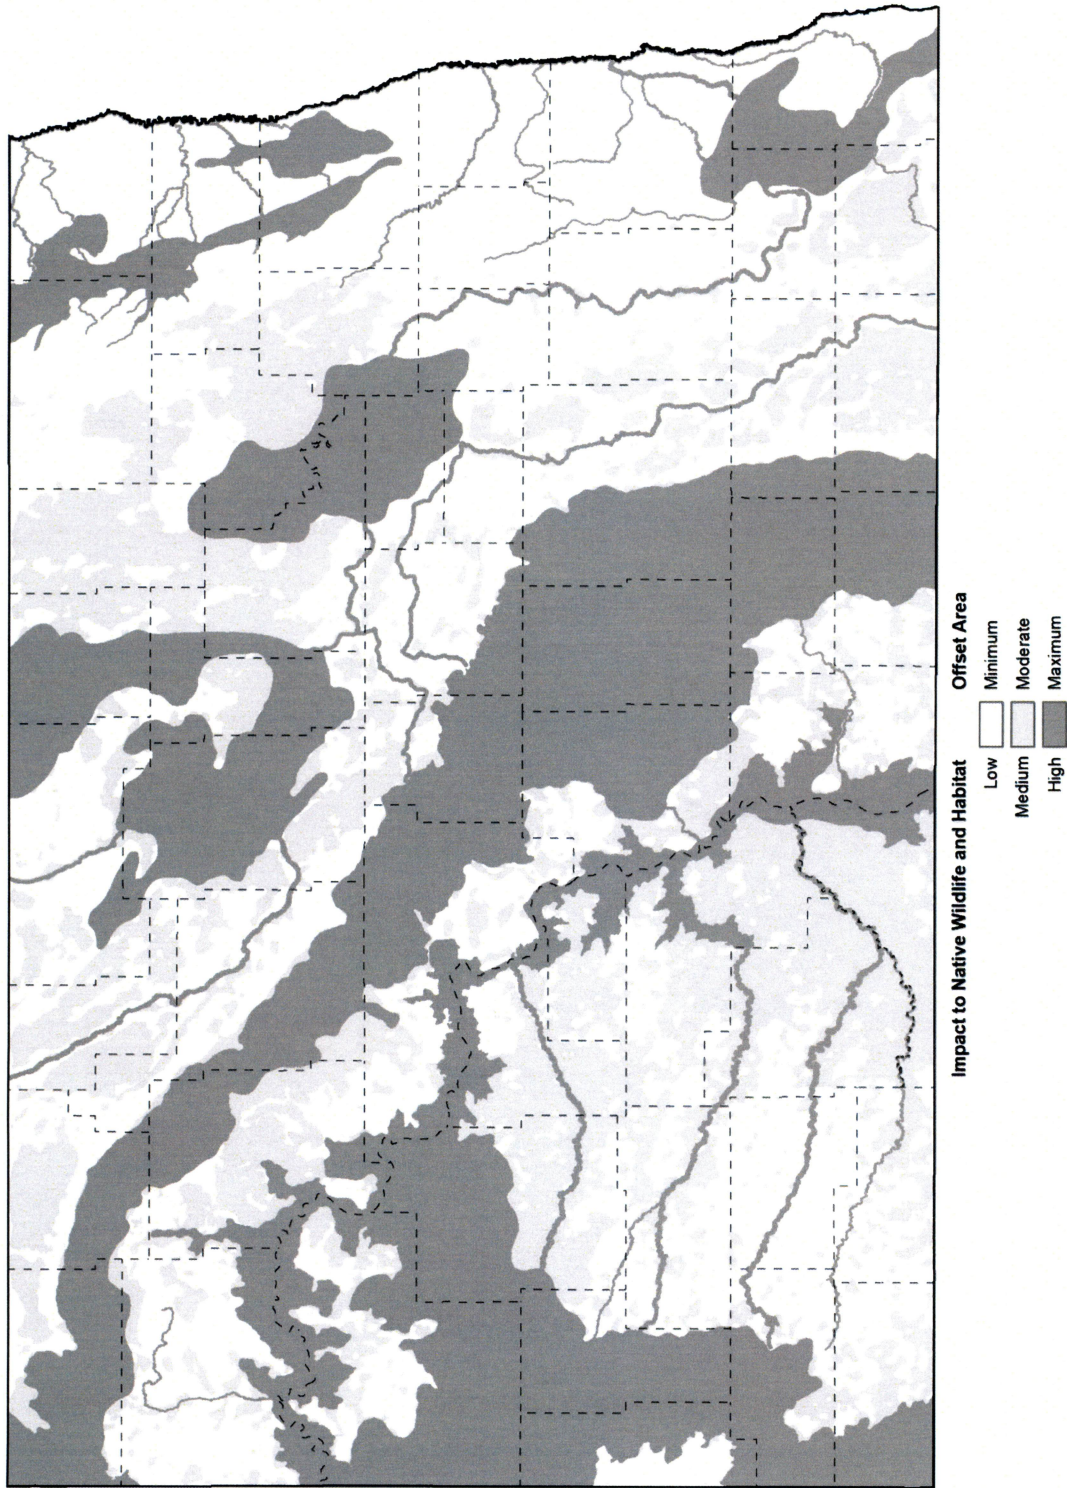 Impact to Native Wildlife and Habitat Offset Area
Low Minimum
Medium Moderate
High Maximum